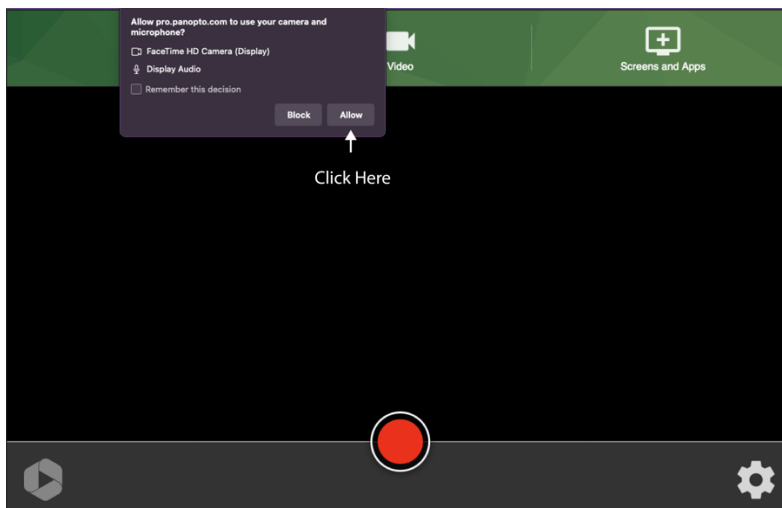 Allow pro.panopto.com to use your camera and
microphone?
FaceTime HD Camera (Display)
Display Audio
Remember this decision
Block Allow
Video
Screens and Apps
Click Here